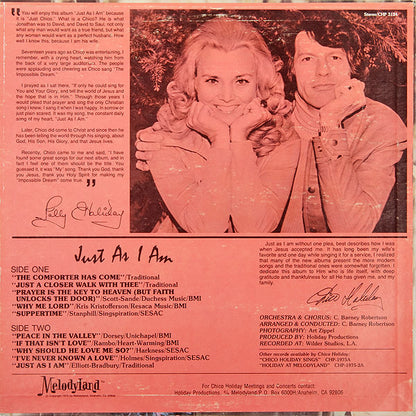 Stereo/CHP 3156
"You will enjoy this album "Just As I Am" because
it is "Just Chico." What is a Chico? He is what
Jonathan was to David, and David to Saul, not only
what any man would want as a true friend, but what
any woman would want as a perfect husband. How
well I know this, because I am his wife.
Seventeen years ago as Chico was entertaining, I
remember, with a crying heart, watching him from
the back of a very large auditorium. The people
were applauding and cheering as Chico sang "The
Impossible Dream."
I prayed as I sat there, "If only he could sing for
You and Your Glory, and tell the world of Jesus and
the hope that is in Him." Through those years I
would plead that prayer and sing the only Christian
song I knew. I sang it when I was happy, in sorrow or
just plain scared. It was my song, the constant daily
song of my heart, "Just As I Am."
Later, Chico did come to Christ and since then he
has been telling the world through his singing, about
God, His Son, His Glory, and that Jesus lives.
Recently, Chico came to me and said, "I have
found some great songs for our next album, and in
fact I feel one of them should be the title." You
guessed it, it was "My" song. Thank you God, thank
you Jesus, thank you Holy Spirit for making my
"Impossible Dream" come true. "
Lilly Holiday
Just As I Am
SIDE ONE
"THE COMFORTER HAS COME"/Traditional
"JUST A CLOSER WALK WITH THEE"/Traditional
"PRAYER IS THE KEY TO HEAVEN (BUT FAITH
UNLOCKS THE DOOR)"/Scott-Sande/Duchess Music/BMI
"WHY ME LORD"/Kris Kristofferson/Resaca Music/BMI
"SUPPERTIME"/Stanphill/Singspiration/SESAC
SIDE TWO
"PEACE IN THE VALLEY"/Dorsey/Unichapel/BMI
"IF THAT ISN'T LOVE"/Rambo/Heart-Warming/BMI
"WHY SHOULD HE LOVE ME SO?"/Harkness/SESAC
"I'VE NEVER KNOWN A LOVE"/Holmes/Singspiration/SESAC
"JUST AS I AM"/Elliott-Bradbury/Traditional
Just as I am without one plea, best describes how I was
when Jesus accepted me. It has long been my wife's
favorite and one day while singing it for a service, I realized
that many of the new albums present the more modern
songs and the traditional ones were somewhat forgotten. I
dedicate this album to Him who is life itself, with deep
gratitude and thankfulness for all He has given me, and my
companion.
Chico Holiday
ORCHESTRA & CHORUS: C. Barney Robertson
ARRANGED & CONDUCTED: C. Barney Robertson
PHOTOGRAPHY: Art Zippel
PRODUCED BY: Holiday Productions
RECORDED AT: Wilder Studios, L.A.
Other records available by Chico Holiday:
"CHICO HOLIDAY SINGS" CHP-1973A
"HOLIDAY AT MELODYLAND" CHP-1975-2A
Melodyland
For Chico Holiday Meetings and Concerts contact:
Holiday Productions/P.O. Box 6000H/Anaheim, CA 92806